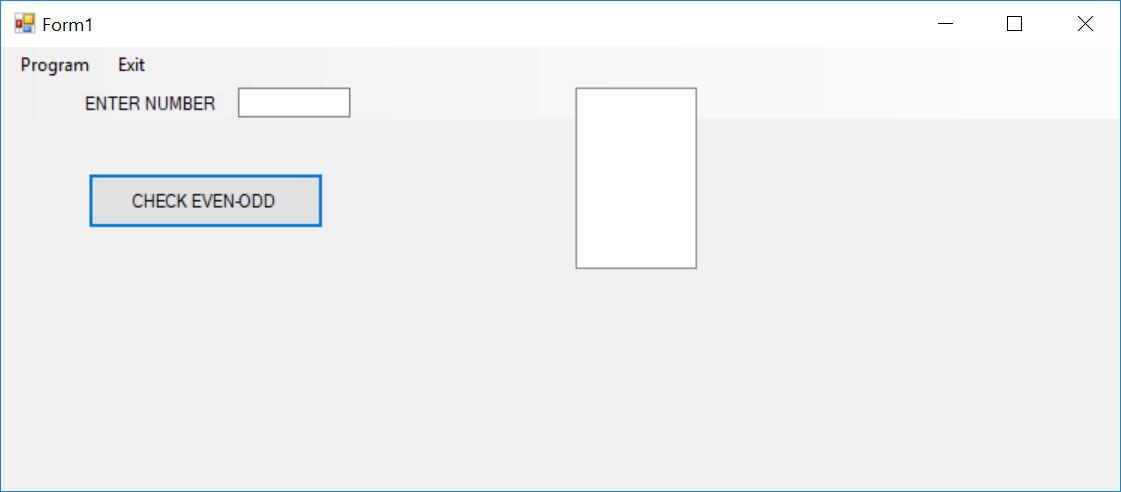 Form1
Program Exit
ENTER NUMBER
CHECK EVEN-ODD